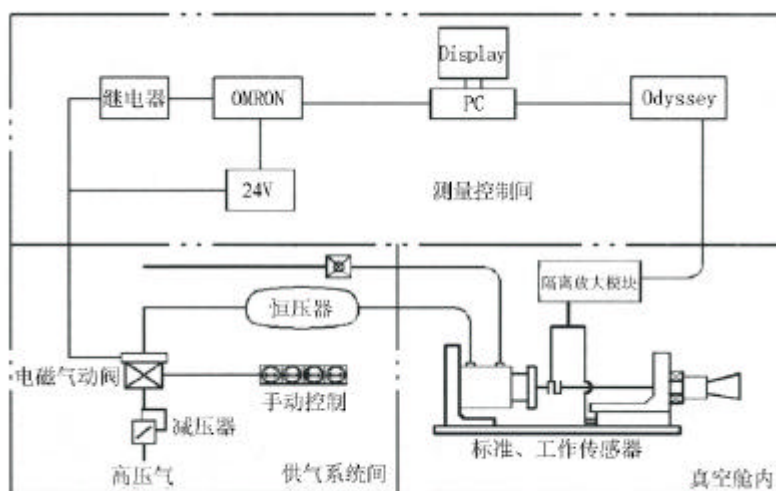 Display
继电器
OMRON
PC
Odyssey
24V
测量控制间
隔离放大模块
恒压器
电磁气动阀
手动控制
减压器
标准、工作传感器
高压气
供气系统间
真空舱内